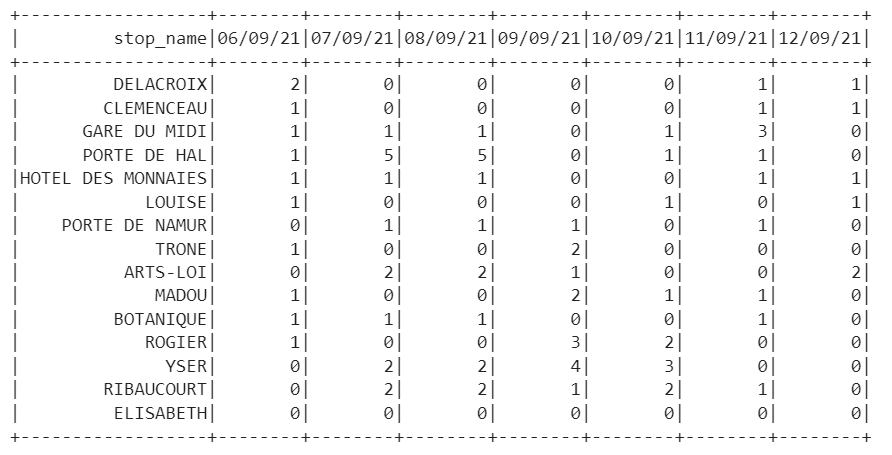 +------------------+--------+--------+--------+--------+--------+--------+--------+
|         stop_name|06/09/21|07/09/21|08/09/21|09/09/21|10/09/21|11/09/21|12/09/21|
+------------------+--------+--------+--------+--------+--------+--------+--------+
|         DELACROIX|       2|       0|       0|       0|       0|       1|       1|
|        CLEMENCEAU|       1|       0|       0|       0|       0|       1|       1|
|      GARE DU MIDI|       1|       1|       1|       0|       1|       3|       0|
|      PORTE DE HAL|       1|       5|       5|       0|       1|       1|       0|
|HOTEL DES MONNAIES|       1|       1|       1|       0|       0|       1|       1|
|            LOUISE|       1|       0|       0|       0|       1|       0|       1|
|    PORTE DE NAMUR|       0|       1|       1|       1|       0|       1|       0|
|             TRONE|       1|       0|       0|       2|       0|       0|       0|
|          ARTS-LOI|       0|       2|       2|       1|       0|       0|       2|
|             MADOU|       1|       0|       0|       2|       1|       1|       0|
|         BOTANIQUE|       1|       1|       1|       0|       0|       1|       0|
|            ROGIER|       1|       0|       0|       3|       2|       0|       0|
|              YSER|       0|       2|       2|       4|       3|       0|       0|
|        RIBAUCOURT|       0|       2|       2|       1|       2|       1|       0|
|         ELISABETH|       0|       0|       0|       0|       0|       0|       0|
+------------------+--------+--------+--------+--------+--------+--------+--------+